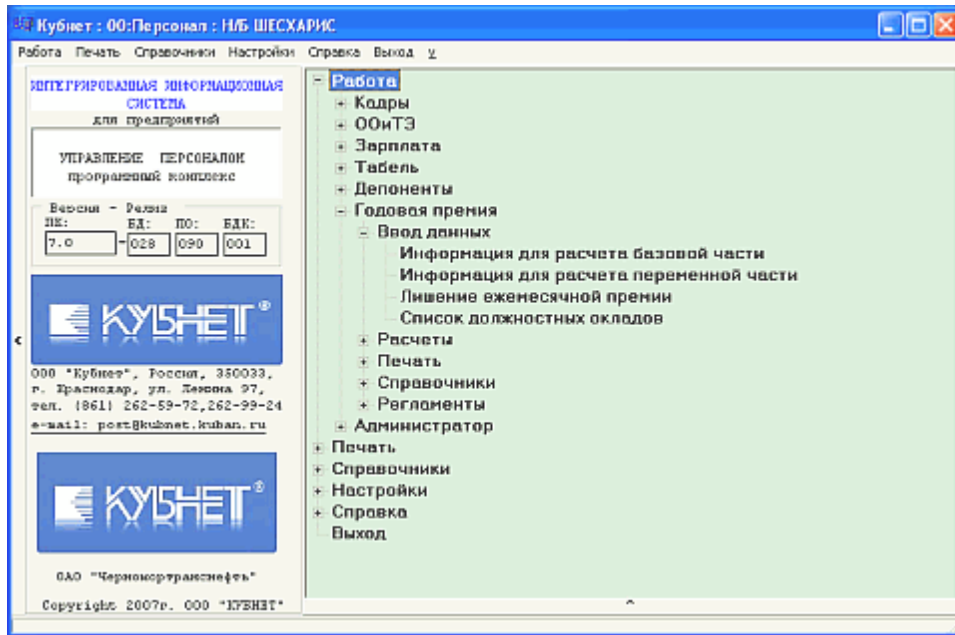 Кубнет : 00:Персонал : Н/Б ШЕСХАРИС
Работа Печать Справочники Настройки Справка Выход у
ИНТЕГРИРОВАННАЯ ИНФОРМАЦИОННАЯ
СИСТЕМА
для предприятий
УПРАВЛЕНИЕ ПЕРСОНАЛОМ
программный комплекс
Версия - Релиз
ПК: БД: ПО: БДК:
7.0 - 028 090 001
КУБНЕТ®
ООО "Кубнет", Россия, 350033,
г. Краснодар, ул. Ленина 97,
тел. (861) 262-59-72,262-99-24
e-mail: post@kubnet.kuban.ru
КУБНЕТ®
ОАО "Черномортранснефть"
Copyright 2007г. ООО "КУБНЕТ"
Работа
Кадры
ООиТЗ
Зарплата
Табель
Депоненты
Годовая премия
Ввод данных
Информация для расчета базовой части
Информация для расчета переменной части
Лишение ежемесячной премии
Список должностных окладов
Расчеты
Печать
Справочники
Регламенты
Администратор
Печать
Справочники
Настройки
Справка
Выход